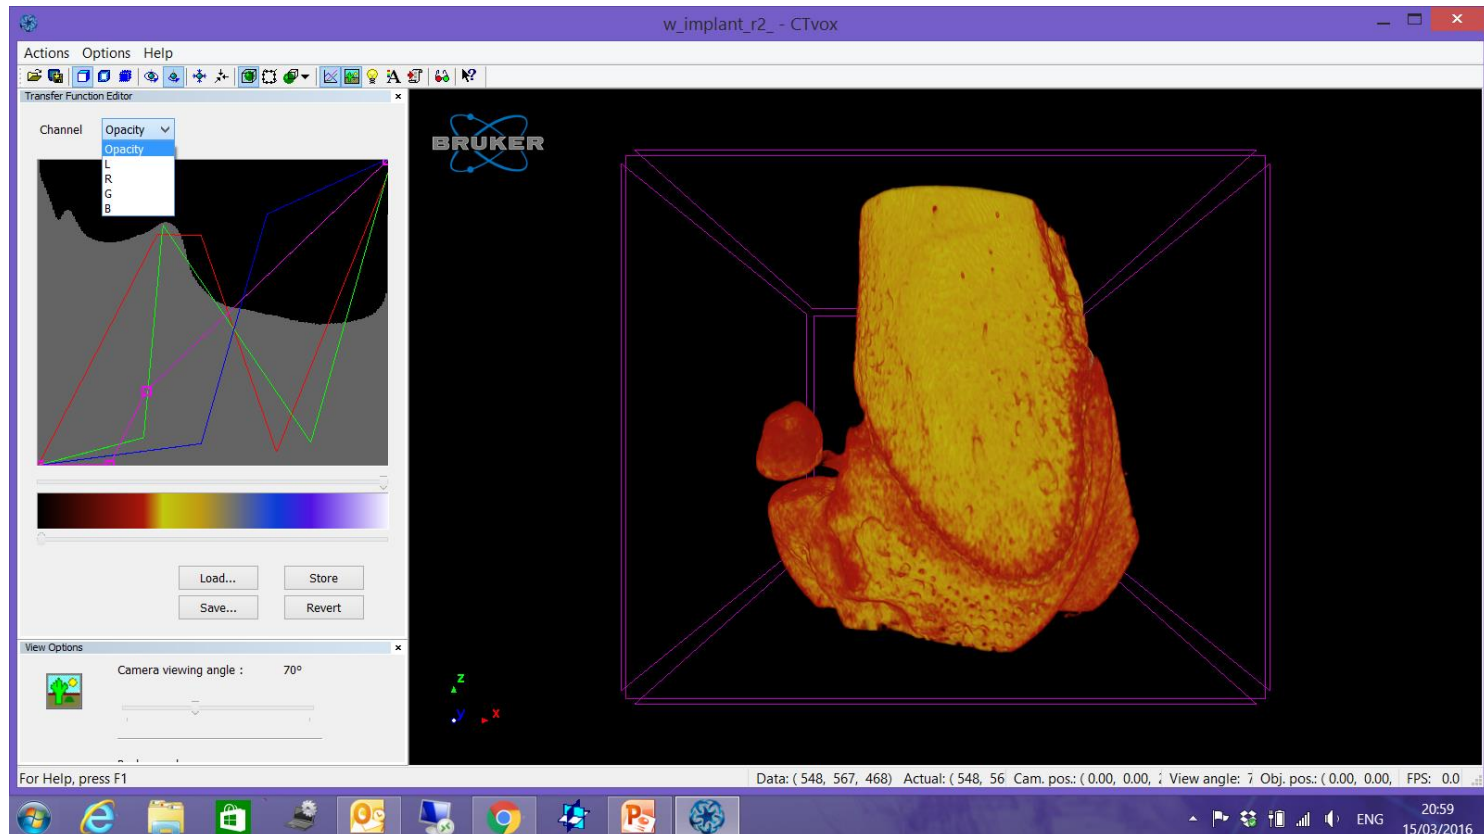 w_implant_r2_ - CTvox
Actions Options Help
Transfer Function Editor
Channel Opacity
Opacity
L
R
G
B
Load... Store
Save... Revert
View Options
Camera viewing angle : 70º
BRUKER
z
y x
For Help, press F1
Data: ( 548, 567, 468) Actual: ( 548, 56 Cam. pos.: ( 0.00, 0.00, View angle: 7 Obj. pos.: ( 0.00, 0.00, FPS: 0.0
ENG
20:59
15/03/2016